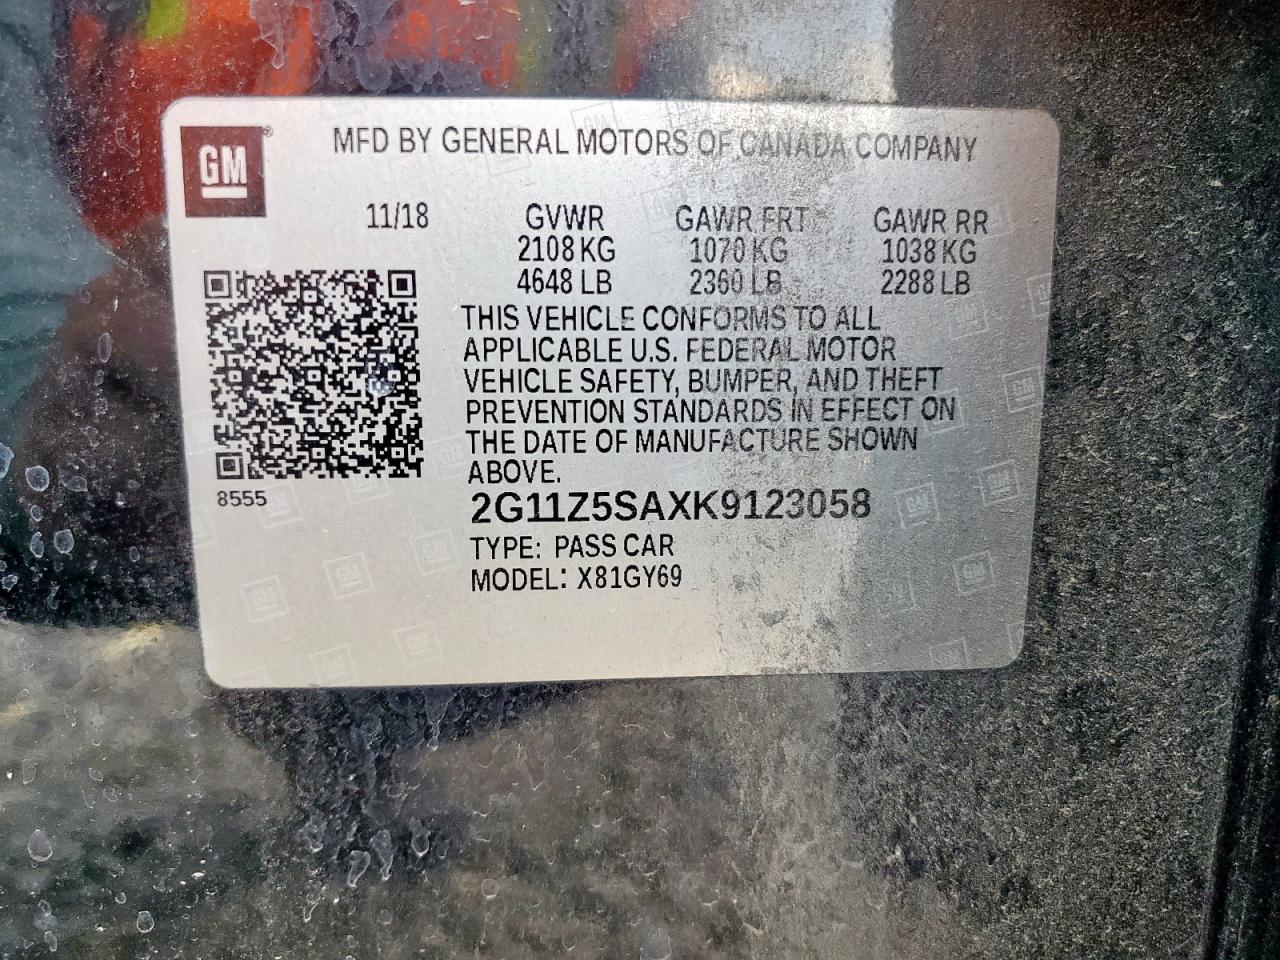 GM®
MFD BY GENERAL MOTORS OF CANADA COMPANY
11/18 GVWR GAWR FRT GAWR RR
2108 KG 1070 KG 1038 KG
4648 LB 2360 LB 2288 LB
THIS VEHICLE CONFORMS TO ALL
APPLICABLE U.S. FEDERAL MOTOR
VEHICLE SAFETY, BUMPER, AND THEFT
PREVENTION STANDARDS IN EFFECT ON
THE DATE OF MANUFACTURE SHOWN
ABOVE.
8555
2G11Z5SAXK9123058
TYPE: PASS CAR
MODEL: X81GY69